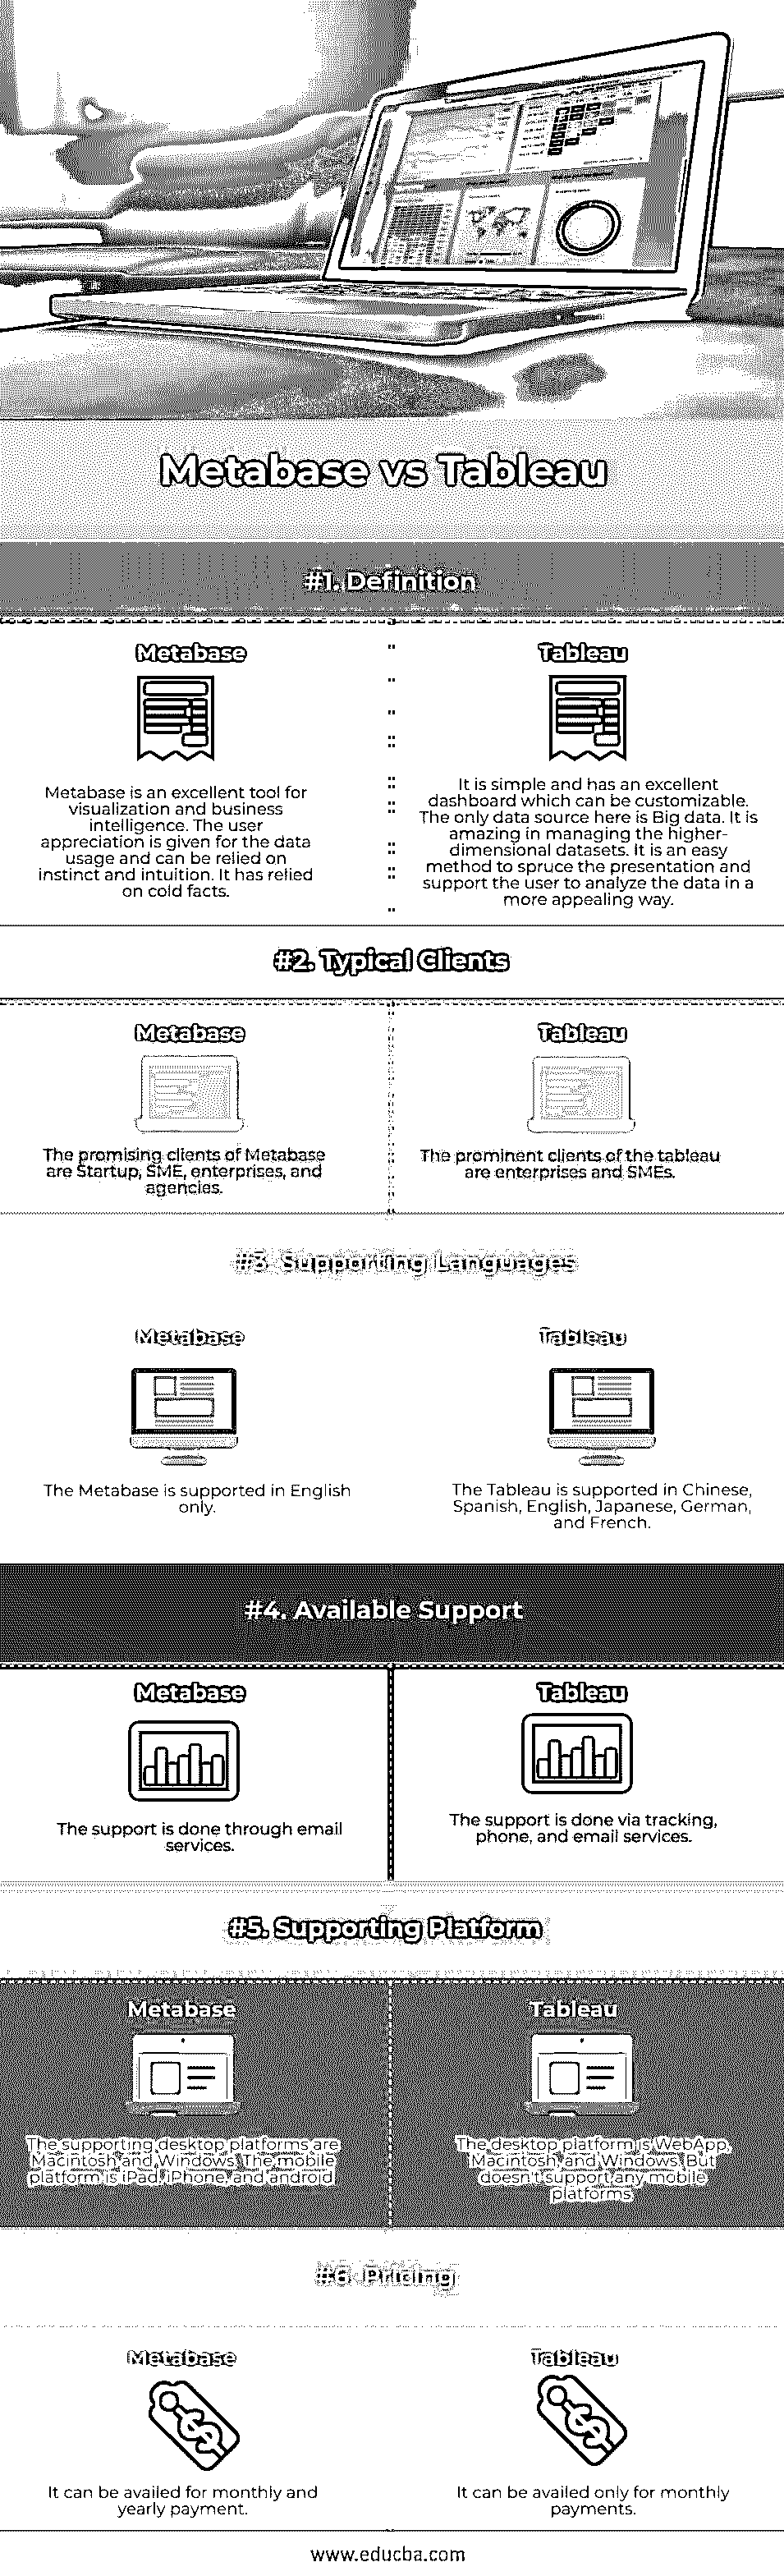 Metabase vs Tableau
#1. Definition
Metabase
Metabase is an excellent tool for
visualization and business
intelligence. The user
appreciation is given for the data
usage and can be relied on
instinct and intuition. It has relied
on cold facts.
Tableau
It is simple and has an excellent
dashboard which can be customizable.
The only data source here is Big data. It is
amazing in managing the higher-
dimensional datasets. It is an easy
method to spruce the presentation and
support the user to analyze the data in a
more appealing way.
#2. Typical Clients
Metabase
The promising clients of Metabase
are Startup, SME, enterprises, and
agencies.
Tableau
The prominent clients of the tableau
are enterprises and SMEs.
#3. Supporting Languages
Metabase
The Metabase is supported in English
only.
Tableau
The Tableau is supported in Chinese,
Spanish, English, Japanese, German,
and French.
#4. Available Support
Metabase
The support is done through email
services.
Tableau
The support is done via tracking,
phone, and email services.
#5. Supporting Platform
Metabase
The supporting desktop platforms are
Macintosh and Windows. The mobile
platform is iPad, iPhone, and android.
Tableau
The desktop platform is WebApp,
Macintosh, and Windows. But
doesn't support any mobile
platforms.
#6. Pricing
Metabase
It can be availed for monthly and
yearly payment.
Tableau
It can be availed only for monthly
payments.
www.educba.com